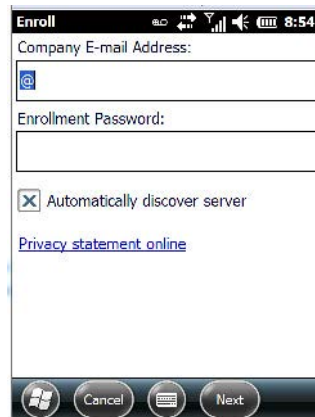 Enroll 8:54
Company E-mail Address:
@
Enrollment Password:
Automatically discover server
Privacy statement online
Cancel Next